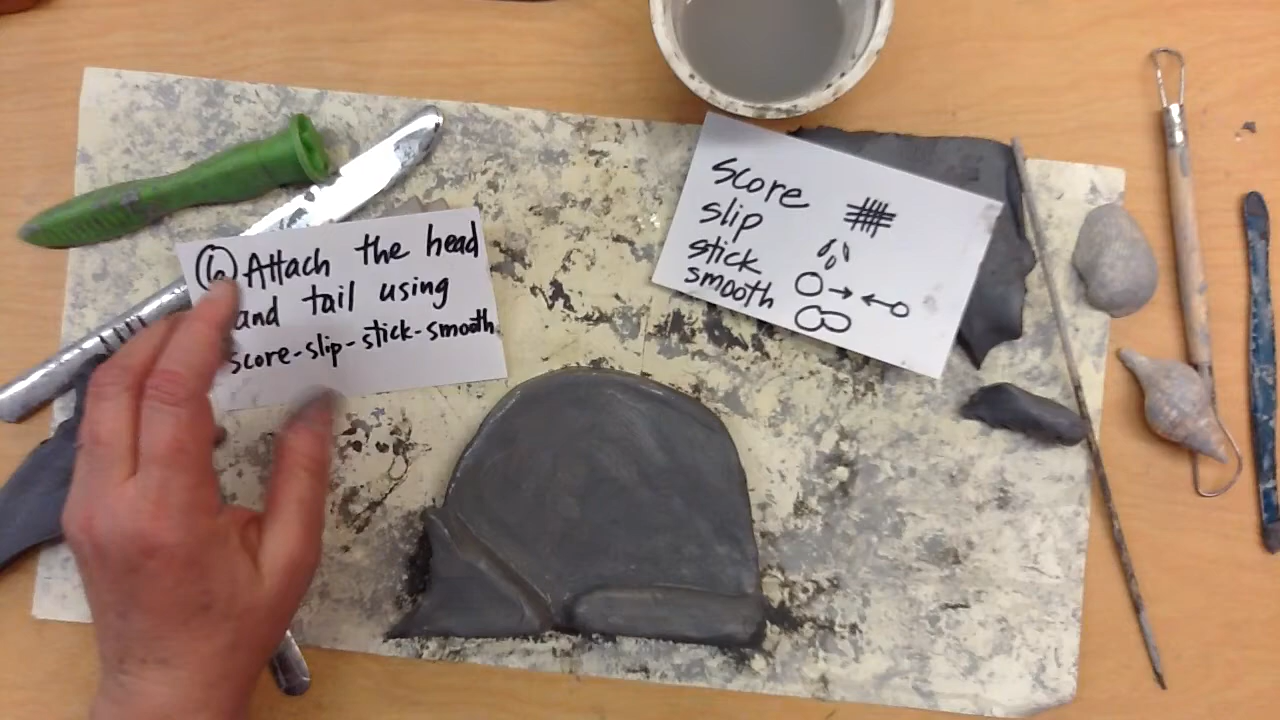 ⑥ Attach the head
and tail using
score-slip-stick-smooth
score
slip
stick
smooth